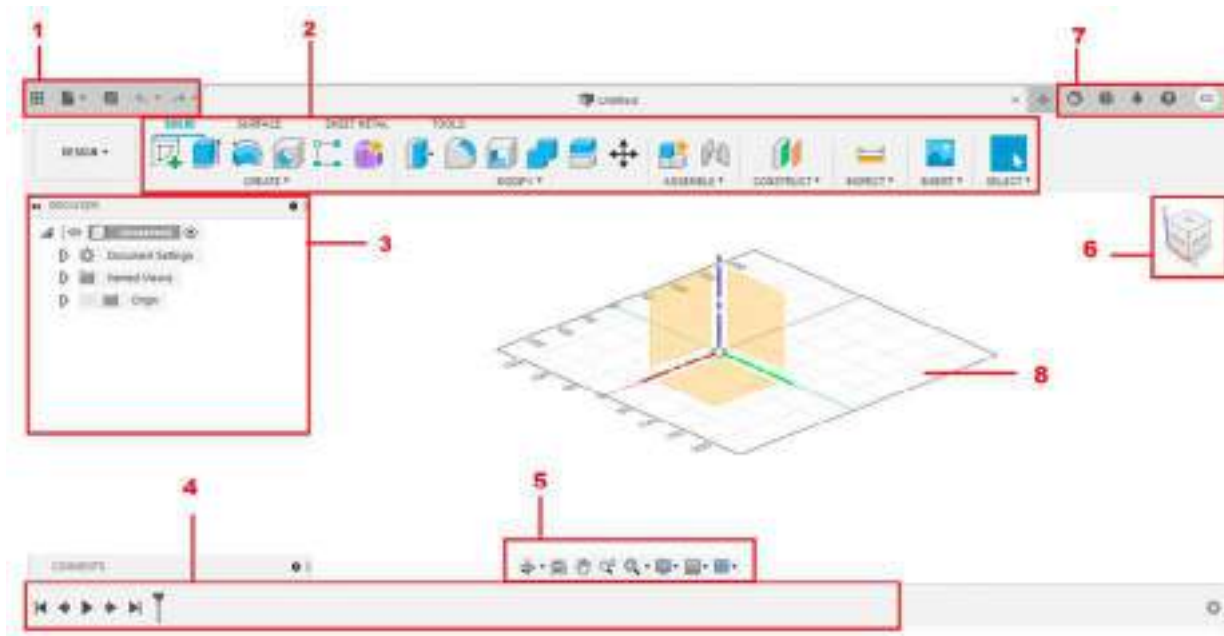 1
2
7
Untitled
SOLID SURFACE SHEET METAL TOOLS
DESIGN
CREATE MODIFY ASSEMBLE CONSTRUCT INSPECT INSERT SELECT
3
6
Document Settings
Named Views
Origin
8
4
5
COMMENTS